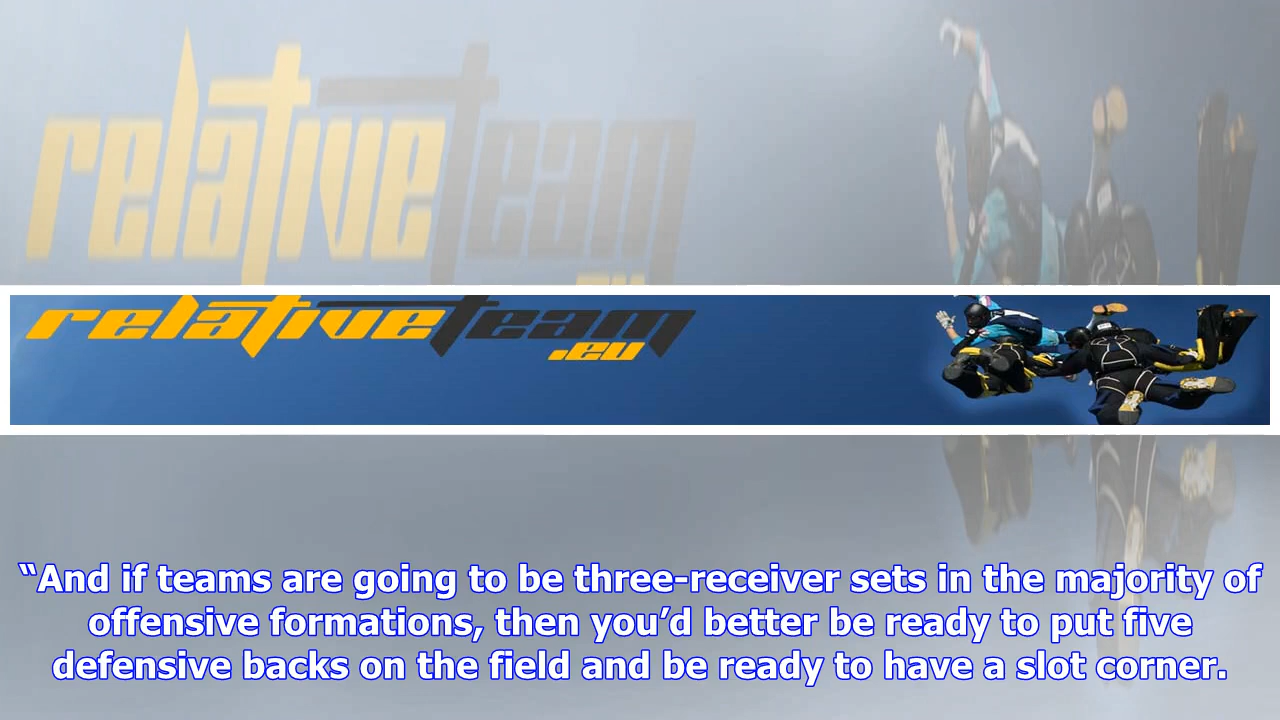 relativeteam
.eu
relativeteam
.eu
“And if teams are going to be three-receiver sets in the majority of
offensive formations, then you’d better be ready to put five
defensive backs on the field and be ready to have a slot corner.